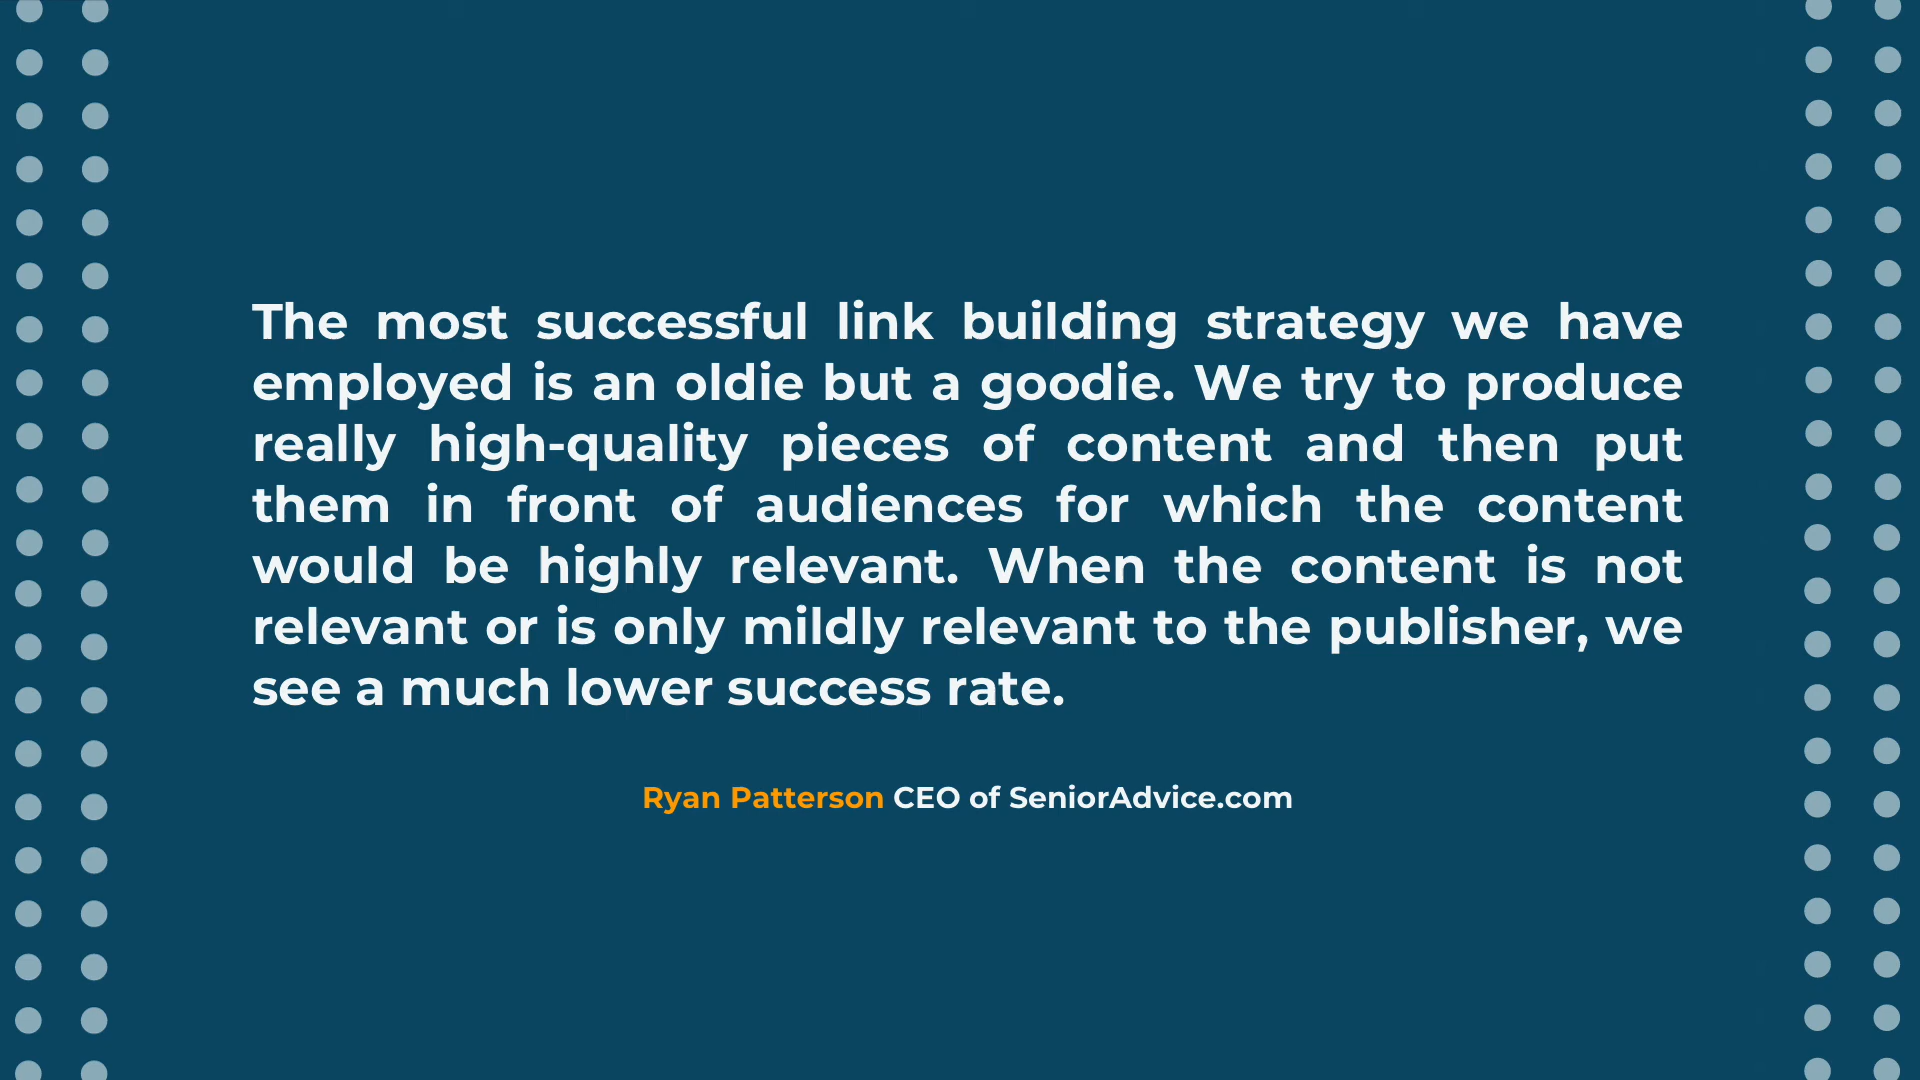 The most successful link building strategy we have
employed is an oldie but a goodie. We try to produce
really high-quality pieces of content and then put
them in front of audiences for which the content
would be highly relevant. When the content is not
relevant or is only mildly relevant to the publisher, we
see a much lower success rate.
Ryan Patterson CEO of SeniorAdvice.com